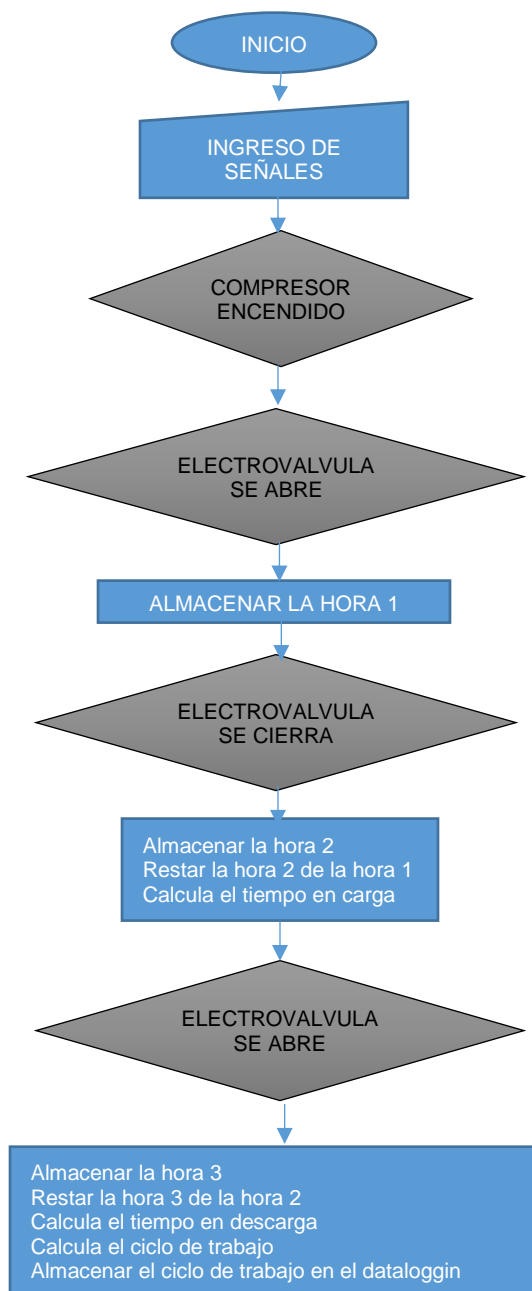 INICIO
INGRESO DE
SEÑALES
COMPRESOR
ENCENDIDO
ELECTROVALVULA
SE ABRE
ALMACENAR LA HORA 1
ELECTROVALVULA
SE CIERRA
Almacenar la hora 2
Restar la hora 2 de la hora 1
Calcula el tiempo en carga
ELECTROVALVULA
SE ABRE
Almacenar la hora 3
Restar la hora 3 de la hora 2
Calcula el tiempo en descarga
Calcula el ciclo de trabajo
Almacenar el ciclo de trabajo en el dataloggin